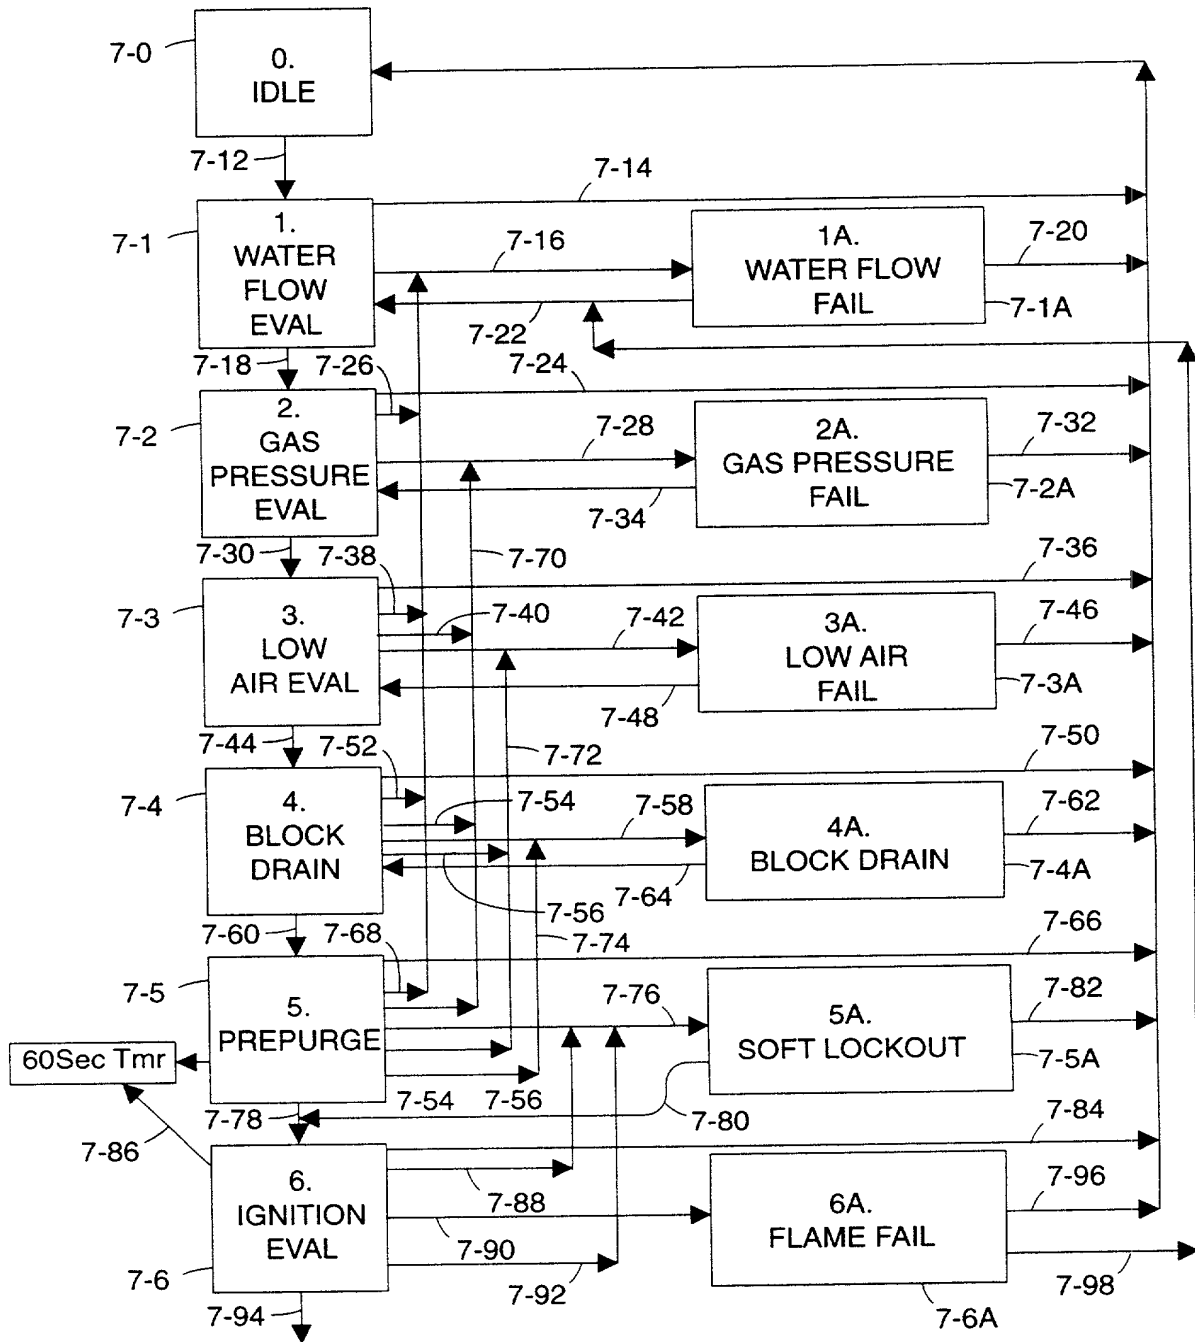 7-0
0.
IDLE
7-12
7-14
7-1
1.
WATER
FLOW
EVAL
7-16
1A.
WATER FLOW
FAIL
7-20
7-1A
7-22
7-18
7-26
7-24
7-2
2.
GAS
PRESSURE
EVAL
7-28
2A.
GAS PRESSURE
FAIL
7-32
7-2A
7-34
7-30
7-38
7-70
7-36
7-3
3.
LOW
AIR EVAL
7-40
7-42
3A.
LOW AIR
FAIL
7-46
7-3A
7-48
7-44
7-52
7-72
7-50
7-4
4.
BLOCK
DRAIN
7-54
7-58
4A.
BLOCK DRAIN
7-62
7-4A
7-64
7-56
7-60
7-68
7-74
7-66
7-5
5.
PREPURGE
7-76
5A.
SOFT LOCKOUT
7-82
7-5A
60Sec Tmr
7-78
7-54
7-56
7-80
7-84
7-86
6.
IGNITION
EVAL
7-88
6A.
FLAME FAIL
7-96
7-90
7-6
7-92
7-98
7-94
7-6A